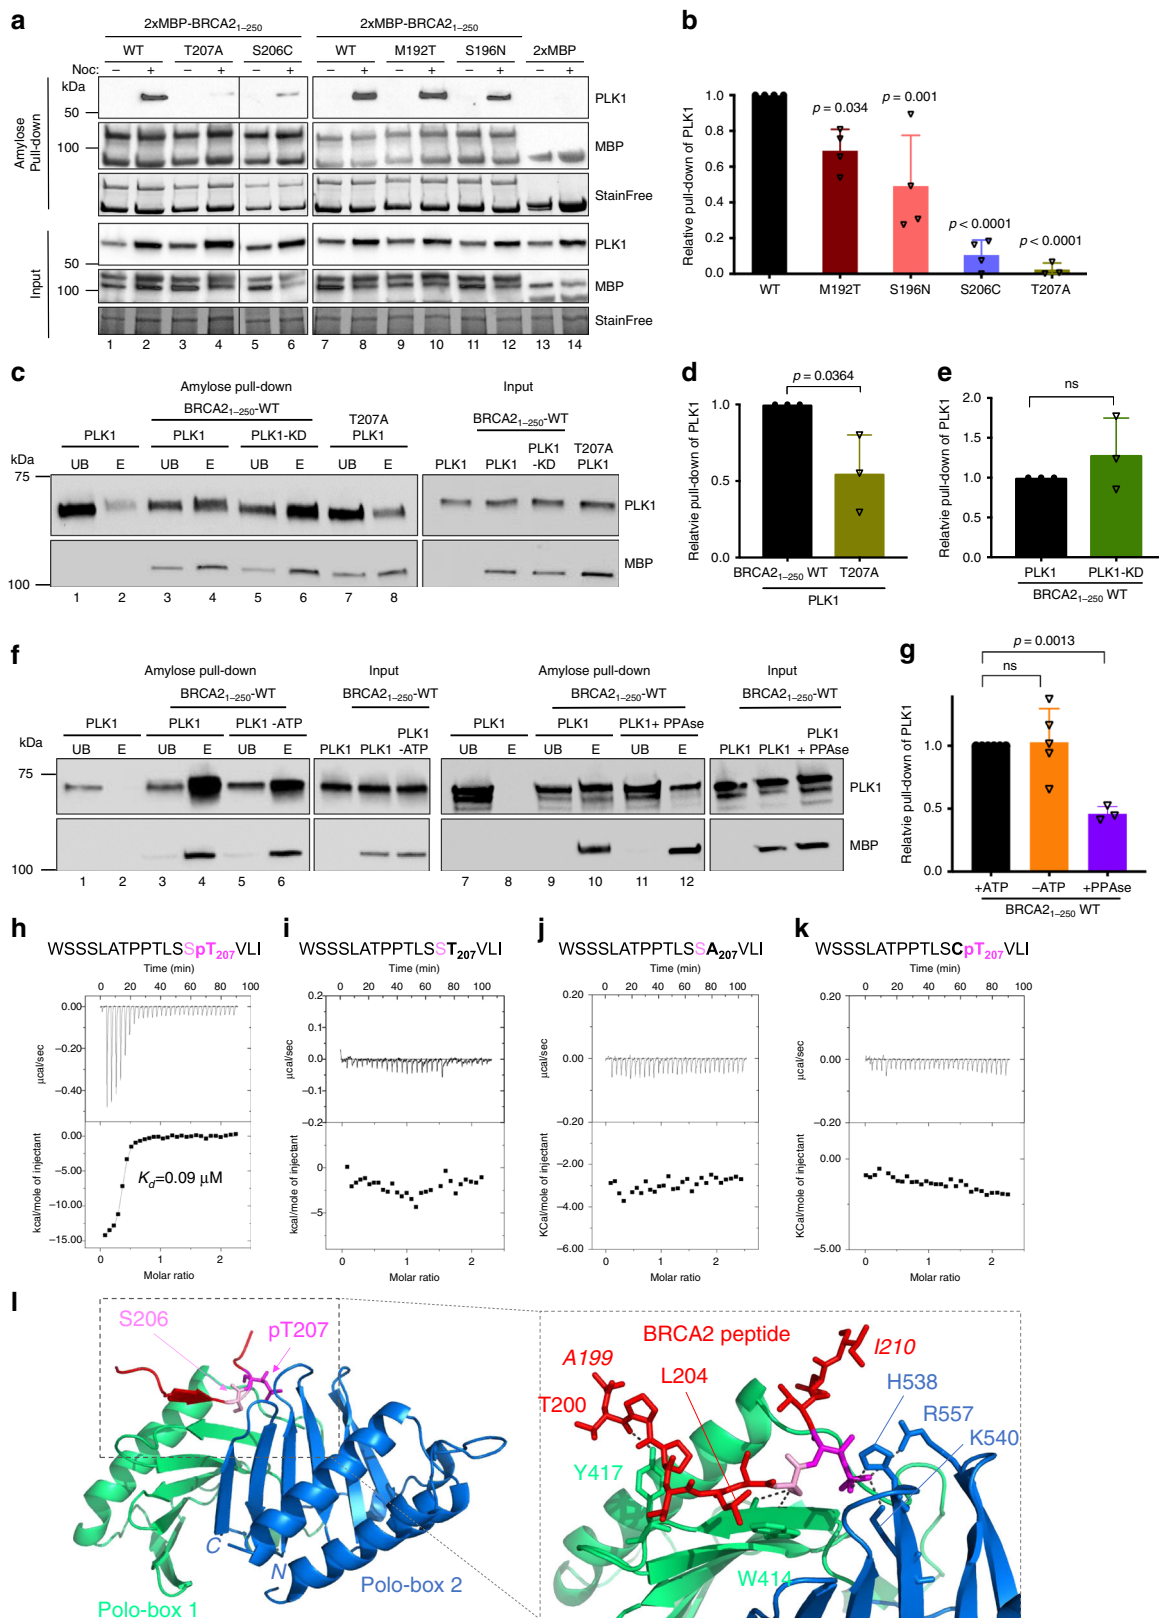 a
2xMBP-BRCA2₁₋₂₅₀ 2xMBP-BRCA2₁₋₂₅₀
WT T207A S206C WT M192T S196N 2xMBP
Noc: – + – + – + – + – + – + – +
kDa
50
100
PLK1
MBP
StainFree
Amylose Pull-down
PLK1
50
MBP
100
StainFree
Input
1 2 3 4 5 6 7 8 9 10 11 12 13 14
b
Relative pull-down of PLK1
1.0
0.8
0.6
0.4
0.2
0.0
p = 0.034
p = 0.001
p < 0.0001
p < 0.0001
WT M192T S196N S206C T207A
c
Amylose pull-down Input
BRCA2₁₋₂₅₀-WT T207A BRCA2₁₋₂₅₀-WT
PLK1 PLK1 PLK1-KD PLK1 PLK1 PLK1 PLK1 -KD T207A PLK1
UB E UB E UB E UB E
kDa
75
PLK1
MBP
100
1 2 3 4 5 6 7 8
d
Relatvie pull-down of PLK1
p = 0.0364
1.0
0.5
0.0
BRCA2₁₋₂₅₀ WT T207A
PLK1
e
Relatvie pull-down of PLK1
ns
2.0
1.5
1.0
0.5
0.0
PLK1 PLK1-KD
BRCA2₁₋₂₅₀ WT
f
Amylose pull-down Input Amylose pull-down Input
BRCA2₁₋₂₅₀-WT BRCA2₁₋₂₅₀-WT BRCA2₁₋₂₅₀-WT BRCA2₁₋₂₅₀-WT
PLK1 PLK1 PLK1 -ATP PLK1 PLK1 PLK1 -ATP PLK1 PLK1 PLK1+ PPAse PLK1 PLK1 PLK1 + PPAse
UB E UB E UB E UB E UB E UB E
kDa
75
PLK1
MBP
100
1 2 3 4 5 6 7 8 9 10 11 12
g
Relatvie pull-down of PLK1
p = 0.0013
ns
1.0
0.5
0.0
+ATP –ATP +PPAse
BRCA2₁₋₂₅₀ WT
h
WSSSLATPPTLSSpT₂₀₇VLI
Time (min)
0 20 40 60 80 100
µcal/sec
0.00
–0.20
–0.40
kcal/mole of injectant
0.00
–5.00
–10.00
–15.00
K_d=0.09 µM
0 1 2
Molar ratio
i
WSSSLATPPTLSST₂₀₇VLI
Time (min)
0 20 40 60 80 100
µcal/sec
0.2
0.1
0.0
–0.1
–0.2
kcal/mole of injectant
0
–5
0 1 2
Molar ratio
j
WSSSLATPPTLSSA₂₀₇VLI
Time (min)
0 20 40 60 80 100
µcal/sec
0.20
0.00
–0.20
KCal/mole of injectant
–2.00
–4.00
–6.00
0 1 2
Molar ratio
k
WSSSLATPPTLSCpT₂₀₇VLI
Time (min)
0 20 40 60 80 100
µcal/sec
0.20
0.00
–0.20
KCal/mole of injectant
0.00
–5.00
0 1 2
Molar ratio
l
S206
pT207
C
N
Polo-box 1
Polo-box 2
BRCA2 peptide
A199
I210
T200
L204
H538
R557
K540
Y417
W414